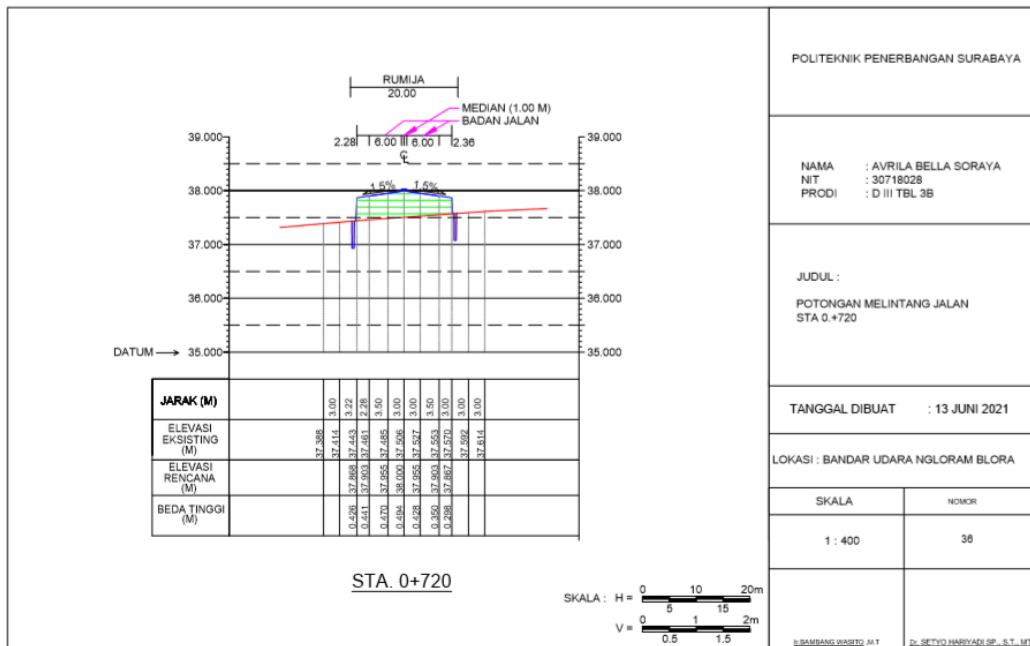 RUMIJA
20.00
MEDIAN (1.00 M)
BADAN JALAN
2.28 6.00 6.00 2.36
39.000 39.000
1.5% 1.5%
38.000 38.000
37.000 37.000
36.000 36.000
DATUM 35.000 35.000
JARAK (M) 3.00 3.22 2.28 3.50 3.00 3.00 3.50 3.00 3.00 3.00
ELEVASI EKSISTING (M) 37.388 37.414 37.443 37.461 37.485 37.506 37.527 37.553 37.570 37.592 37.614
ELEVASI RENCANA (M) 37.868 37.903 37.955 38.000 37.955 37.903 37.867
BEDA TINGGI (M) 0.426 0.441 0.470 0.494 0.428 0.350 0.298
STA. 0+720
SKALA : H = 0 10 20m
5 15
V = 0 1 2m
0.5 1.5
POLITEKNIK PENERBANGAN SURABAYA
NAMA : AVRILA BELLA SORAYA
NIT : 30718028
PRODI : D III TBL 3B
JUDUL :
POTONGAN MELINTANG JALAN
STA 0.+720
TANGGAL DIBUAT : 13 JUNI 2021
LOKASI : BANDAR UDARA NGLORAM BLORA
SKALA NOMOR
1 : 400 36
Ir.BAMBANG WASITO ,M.T Dr. SETYO HARIYADI SP., S.T., MT